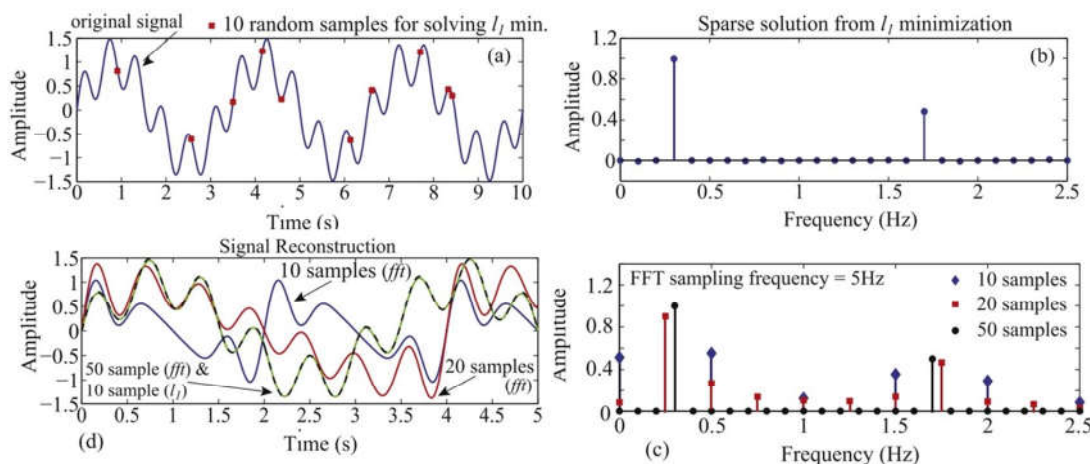 original signal
10 random samples for solving l1 min.
(a)
Amplitude
1.5
1
0.5
0
−0.5
−1
−1.5
0 1 2 3 4 5 6 7 8 9 10
Time (s)
Sparse solution from l1 minimization
(b)
Amplitude
1.2
0.8
0.4
0
0 0.5 1 1.5 2 2.5
Frequency (Hz)
Signal Reconstruction
10 samples (fft)
50 sample (fft) &
10 sample (l1)
20 samples
(fft)
Amplitude
1.5
1
0.5
0
-0.5
-1
-1.5
0 0.5 1 1.5 2 2.5 3 3.5 4 4.5 5
(d)
Time (s)
FFT sampling frequency = 5Hz
10 samples
20 samples
50 samples
Amplitude
1.2
0.8
0.4
0
0 0.5 1 1.5 2 2.5
Frequency (Hz)
(c)